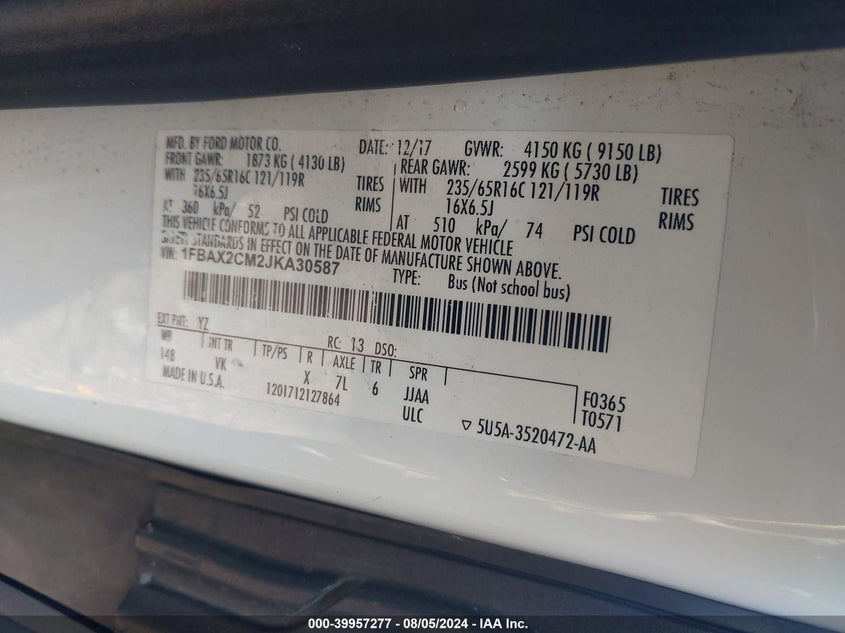 MFD. BY FORD MOTOR CO. DATE: 12/17 GVWR: 4150 KG ( 9150 LB)
FRONT GAWR: 1873 KG ( 4130 LB) REAR GAWR: 2599 KG ( 5730 LB)
WITH 235/65R16C 121/119R TIRES WITH 235/65R16C 121/119R TIRES
16X6.5J RIMS 16X6.5J RIMS
AT 360 kPa/ 52 PSI COLD AT 510 kPa/ 74 PSI COLD
THIS VEHICLE CONFORMS TO ALL APPLICABLE FEDERAL MOTOR VEHICLE
SAFETY STANDARDS IN EFFECT ON THE DATE OF MANUFACTURE SHOWN ABOVE.
VIN: 1FBAX2CM2JKA30587 TYPE: Bus (Not school bus)
EXT PNT: YZ RC: 13 DSO:
WB INT TR TP/PS R AXLE TR SPR
148 VK X 7L 6 JJAA F0365
MADE IN U.S.A. 1201712127864 ULC T0571
▽ 5U5A-3520472-AA
000-39957277 - 08/05/2024 - ©2024 IAA, Inc.